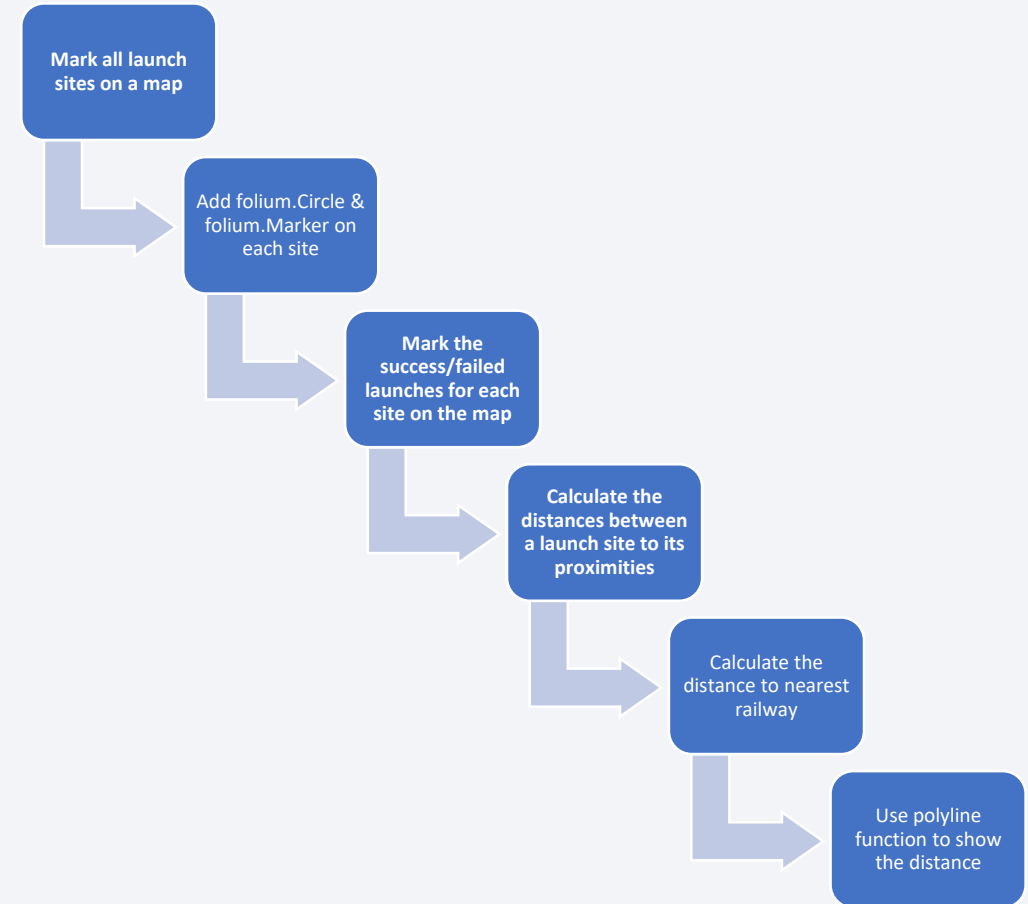 Mark all launch
sites on a map
Add folium.Circle &
folium.Marker on
each site
Mark the
success/failed
launches for each
site on the map
Calculate the
distances between
a launch site to its
proximities
Calculate the
distance to nearest
railway
Use polyline
function to show
the distance